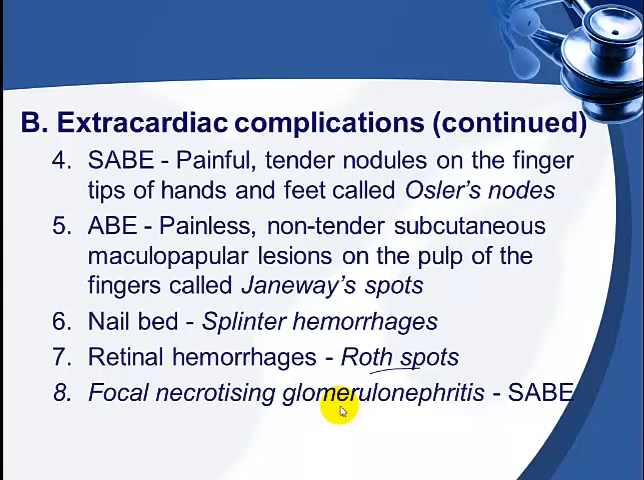 B. Extracardiac complications (continued)
4. SABE - Painful, tender nodules on the finger
tips of hands and feet called Osler's nodes
5. ABE - Painless, non-tender subcutaneous
maculopapular lesions on the pulp of the
fingers called Janeway's spots
6. Nail bed - Splinter hemorrhages
7. Retinal hemorrhages - Roth spots
8. Focal necrotising glomerulonephritis - SABE